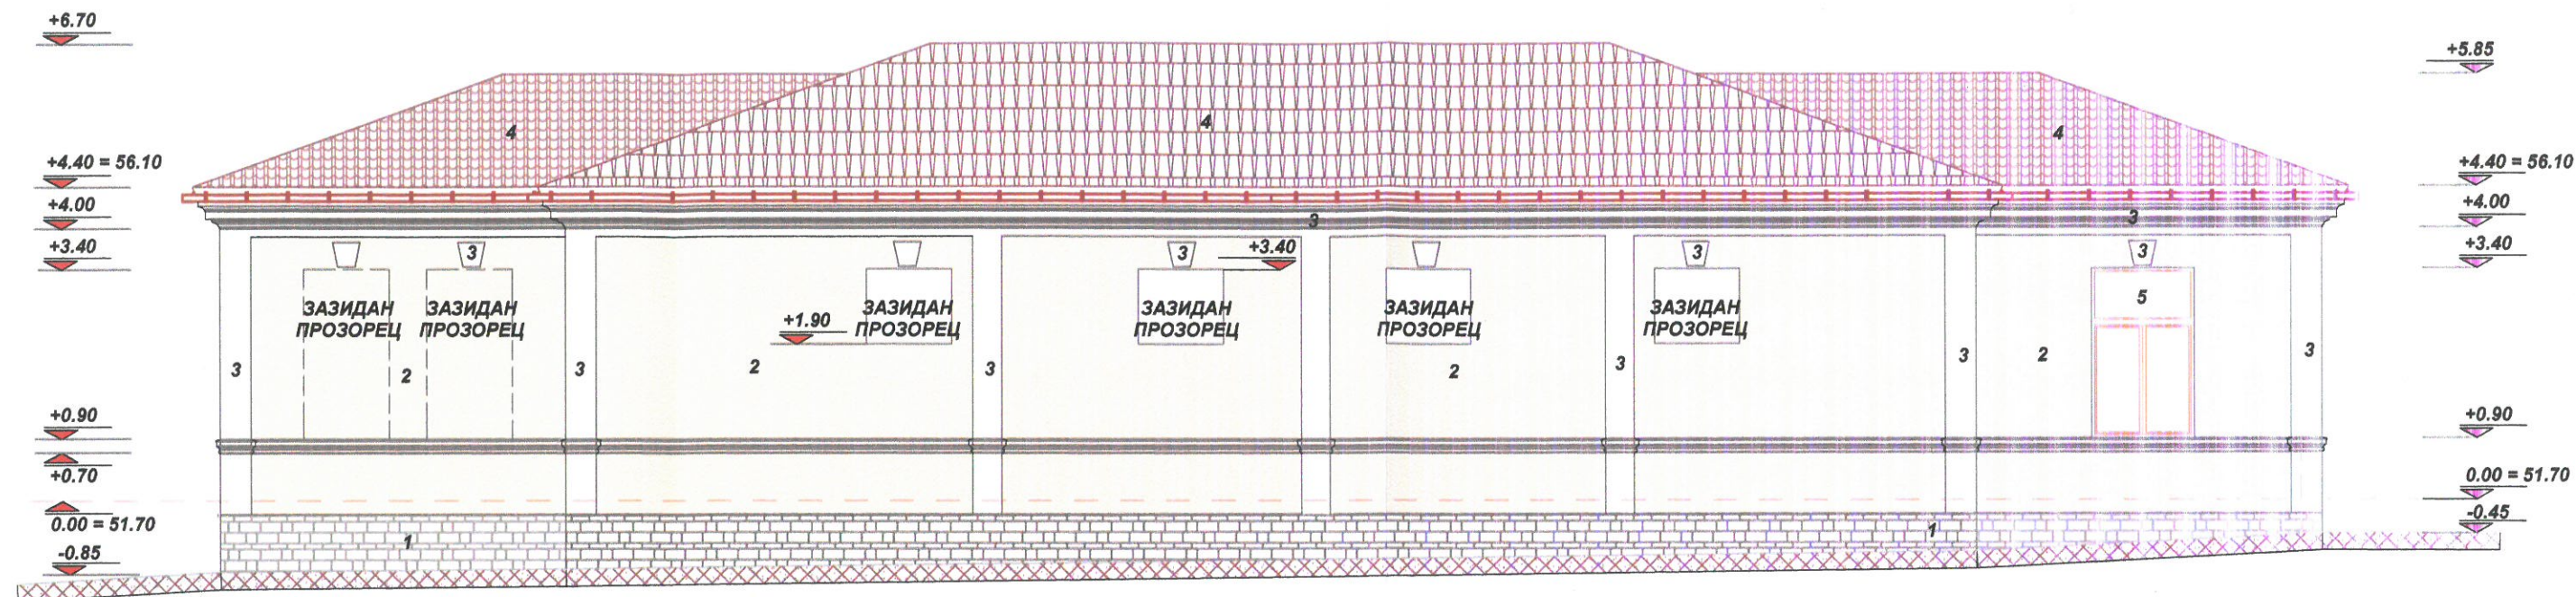 +6.70
+5.85
4
4
4
+4.40 = 56.10
+4.40 = 56.10
+4.00
+4.00
3
3
+3.40
+3.40
3
3
+3.40
3
3
ЗАЗИДАН
ПРОЗОРЕЦ
ЗАЗИДАН
ПРОЗОРЕЦ
ЗАЗИДАН
ПРОЗОРЕЦ
ЗАЗИДАН
ПРОЗОРЕЦ
ЗАЗИДАН
ПРОЗОРЕЦ
ЗАЗИДАН
ПРОЗОРЕЦ
5
+1.90
3
2
3
2
3
2
3
3
2
3
+0.90
+0.90
+0.70
0.00 = 51.70
0.00 = 51.70
-0.45
-0.85
1
1